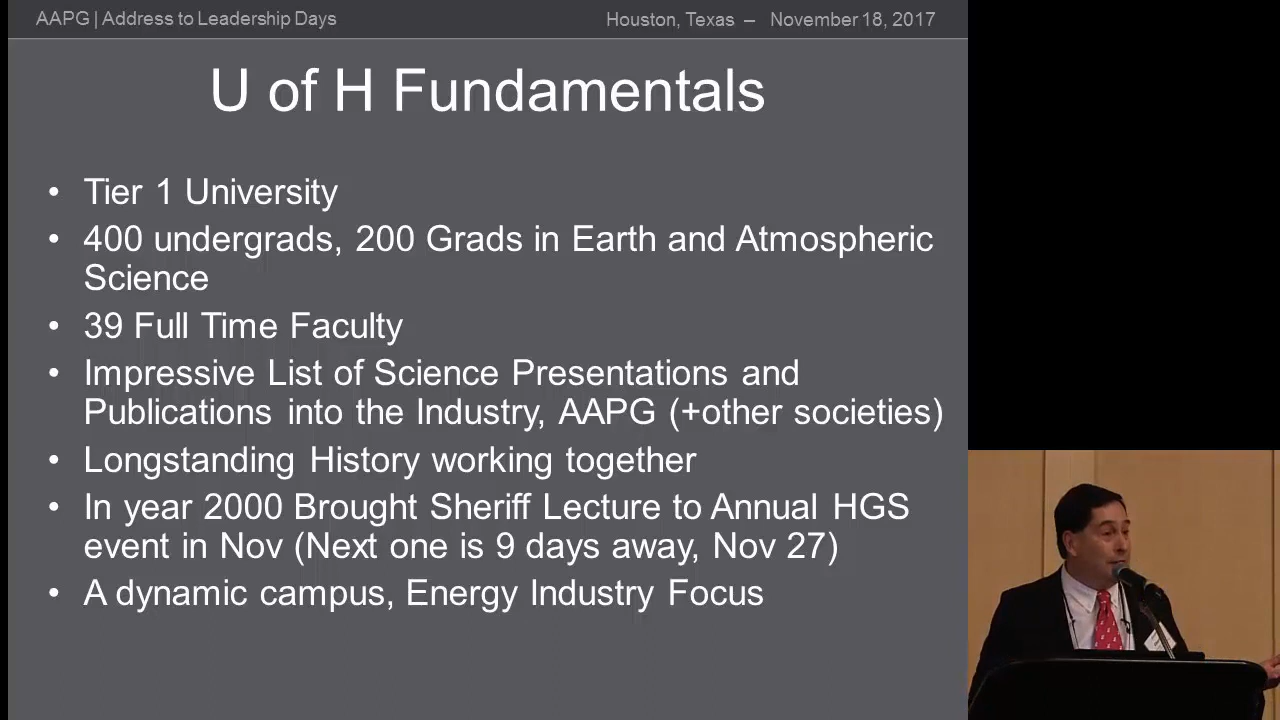 AAPG | Address to Leadership Days
Houston, Texas – November 18, 2017
U of H Fundamentals
• Tier 1 University
• 400 undergrads, 200 Grads in Earth and Atmospheric
Science
• 39 Full Time Faculty
• Impressive List of Science Presentations and
Publications into the Industry, AAPG (+other societies)
• Longstanding History working together
• In year 2000 Brought Sheriff Lecture to Annual HGS
event in Nov (Next one is 9 days away, Nov 27)
• A dynamic campus, Energy Industry Focus